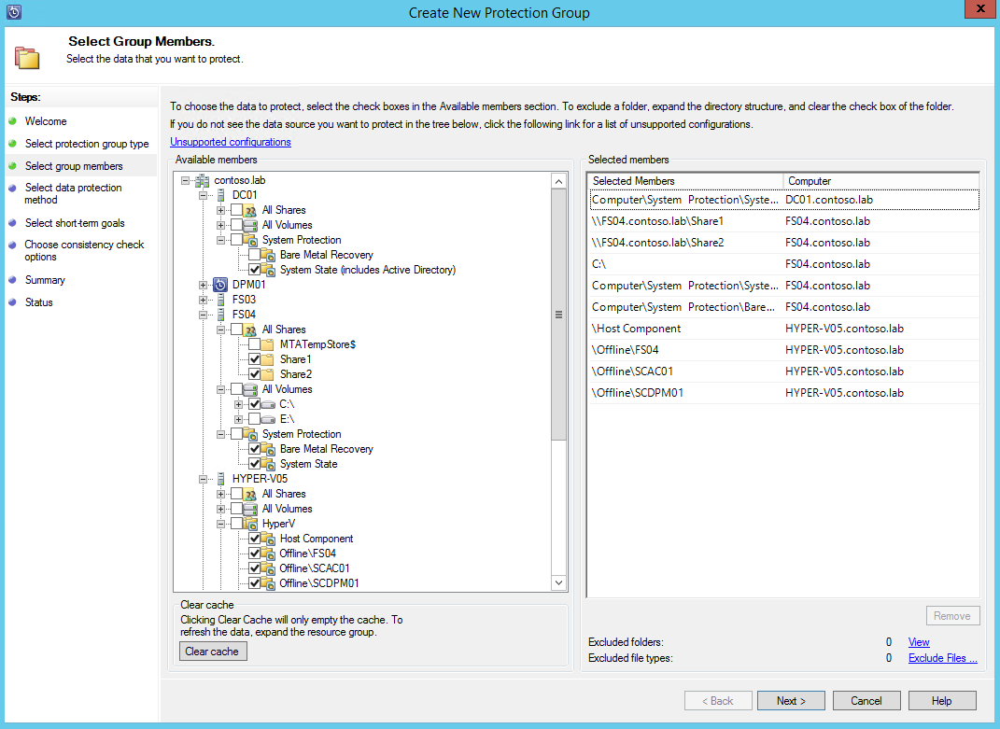 Create New Protection Group
x
Select Group Members.
Select the data that you want to protect.
Steps:
Welcome
Select protection group type
Select group members
Select data protection
method
Select short-term goals
Choose consistency check
options
Summary
Status
To choose the data to protect, select the check boxes in the Available members section. To exclude a folder, expand the directory structure, and clear the check box of the folder.
If you do not see the data source you want to protect in the tree below, click the following link for a list of unsupported configurations.
Unsupported configurations
Available members
contoso.lab
DC01
All Shares
All Volumes
System Protection
Bare Metal Recovery
System State (includes Active Directory)
DPM01
FS03
FS04
All Shares
MTATempStore$
Share1
Share2
All Volumes
C:\
E:\
System Protection
Bare Metal Recovery
System State
HYPER-V05
All Shares
All Volumes
HyperV
Host Component
Offline\FS04
Offline\SCAC01
Offline\SCDPM01
Clear cache
Clicking Clear Cache will only empty the cache. To
refresh the data, expand the resource group.
Clear cache
Selected members
Selected Members Computer
Computer\System Protection\Syste... DC01.contoso.lab
\\FS04.contoso.lab\Share1 FS04.contoso.lab
\\FS04.contoso.lab\Share2 FS04.contoso.lab
C:\ FS04.contoso.lab
Computer\System Protection\Syste... FS04.contoso.lab
Computer\System Protection\Bare... FS04.contoso.lab
\Host Component HYPER-V05.contoso.lab
\Offline\FS04 HYPER-V05.contoso.lab
\Offline\SCAC01 HYPER-V05.contoso.lab
\Offline\SCDPM01 HYPER-V05.contoso.lab
Remove
Excluded folders: 0 View
Excluded file types: 0 Exclude Files ...
< Back Next > Cancel Help